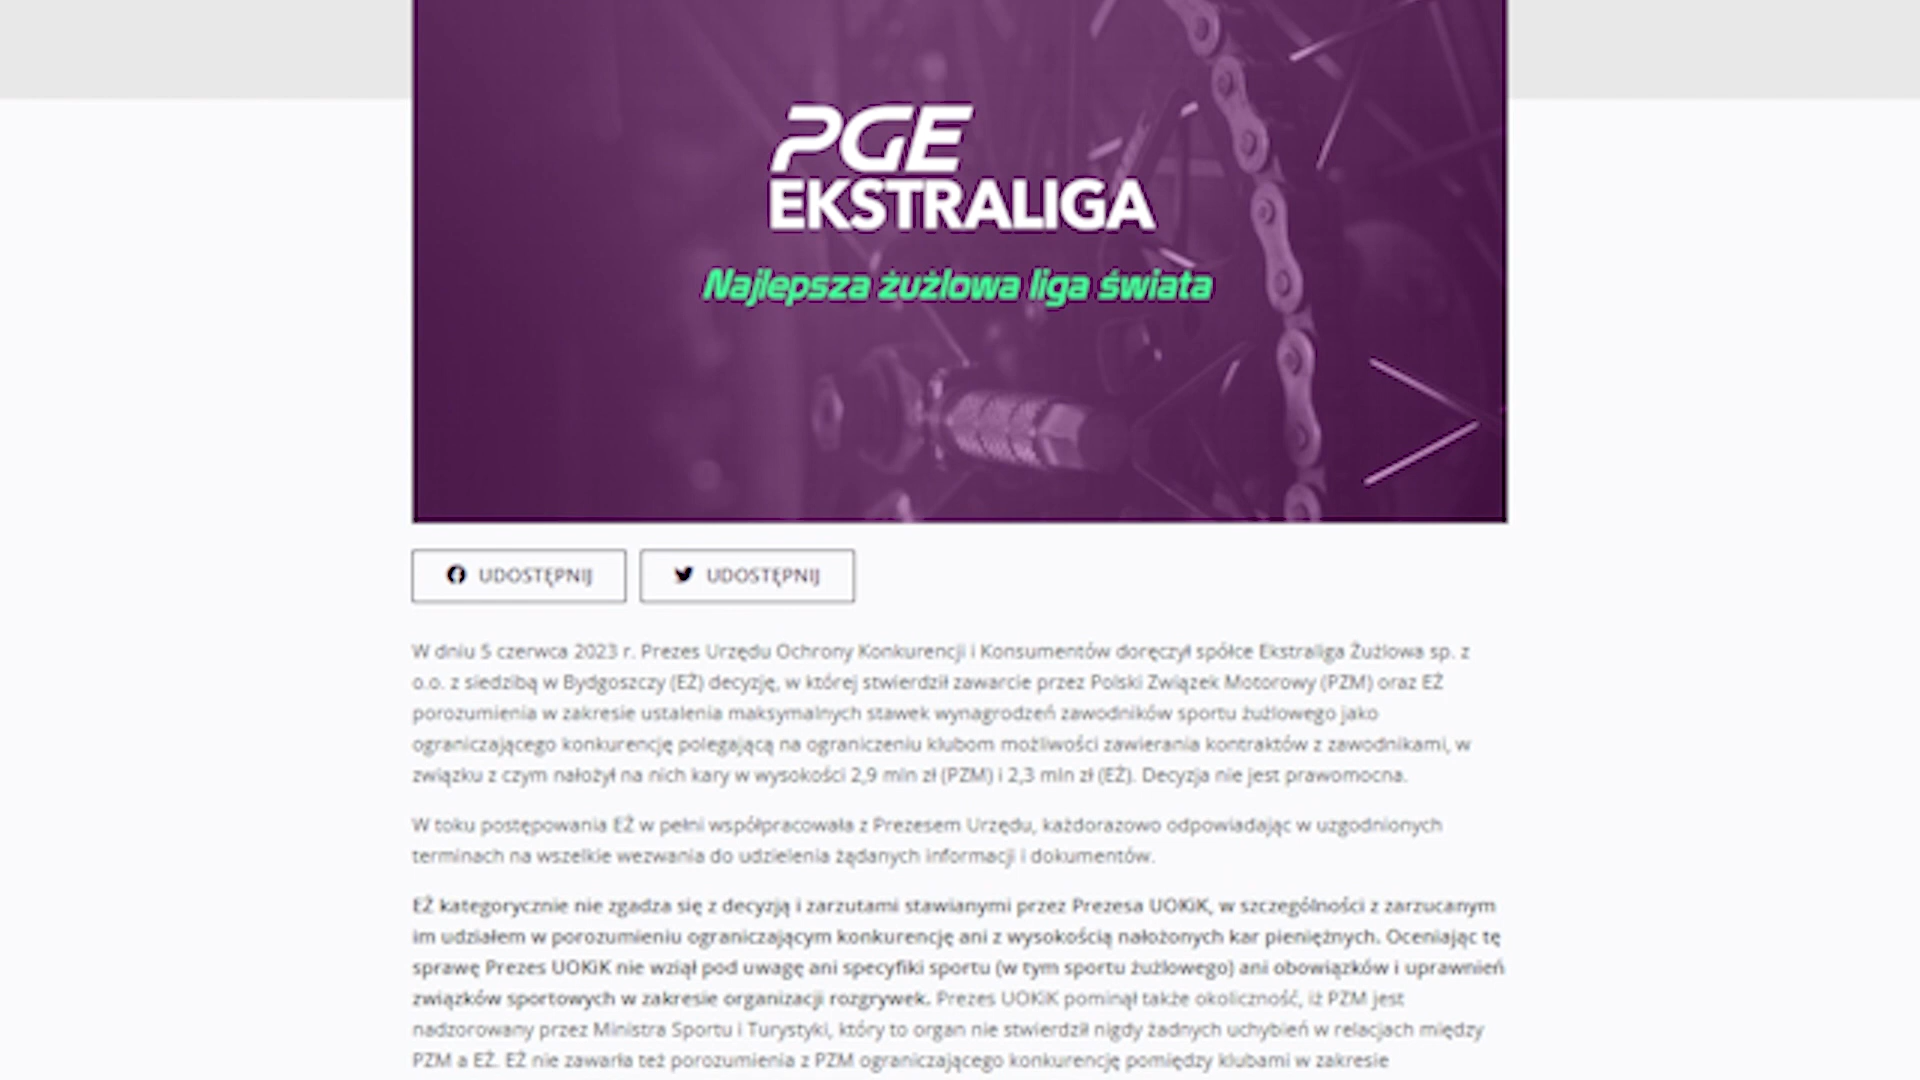 PGE
EKSTRALIGA
Najlepsza żużlowa liga świata
UDOSTĘPNIJ UDOSTĘPNIJ
W dniu 5 czerwca 2023 r. Prezes Urzędu Ochrony Konkurencji i Konsumentów doręczył spółce Ekstraliga Żużlowa sp. z
o.o. z siedzibą w Bydgoszczy (EŻ) decyzję, w której stwierdził zawarcie przez Polski Związek Motorowy (PZM) oraz EŻ
porozumienia w zakresie ustalenia maksymalnych stawek wynagrodzeń zawodników sportu żużlowego jako
ograniczającego konkurencję polegającą na ograniczeniu klubom możliwości zawierania kontraktów z zawodnikami, w
związku z czym nałożył na nich kary w wysokości 2,9 mln zł (PZM) i 2,3 mln zł (EŻ). Decyzja nie jest prawomocna.
W toku postępowania EŻ w pełni współpracowała z Prezesem Urzędu, każdorazowo odpowiadając w uzgodnionych
terminach na wszelkie wezwania do udzielenia żądanych informacji i dokumentów.
EŻ kategorycznie nie zgadza się z decyzją i zarzutami stawianymi przez Prezesa UOKiK, w szczególności z zarzucanym
im udziałem w porozumieniu ograniczającym konkurencję ani z wysokością nałożonych kar pieniężnych. Oceniając tę
sprawę Prezes UOKiK nie wziął pod uwagę ani specyfiki sportu (w tym sportu żużlowego) ani obowiązków i uprawnień
związków sportowych w zakresie organizacji rozgrywek. Prezes UOKiK pominął także okoliczność, iż PZM jest
nadzorowany przez Ministra Sportu i Turystyki, który to organ nie stwierdził nigdy żadnych uchybień w relacjach między
PZM a EŻ. EŻ nie zawarła też porozumienia z PZM ograniczającego konkurencję pomiędzy klubami w zakresie